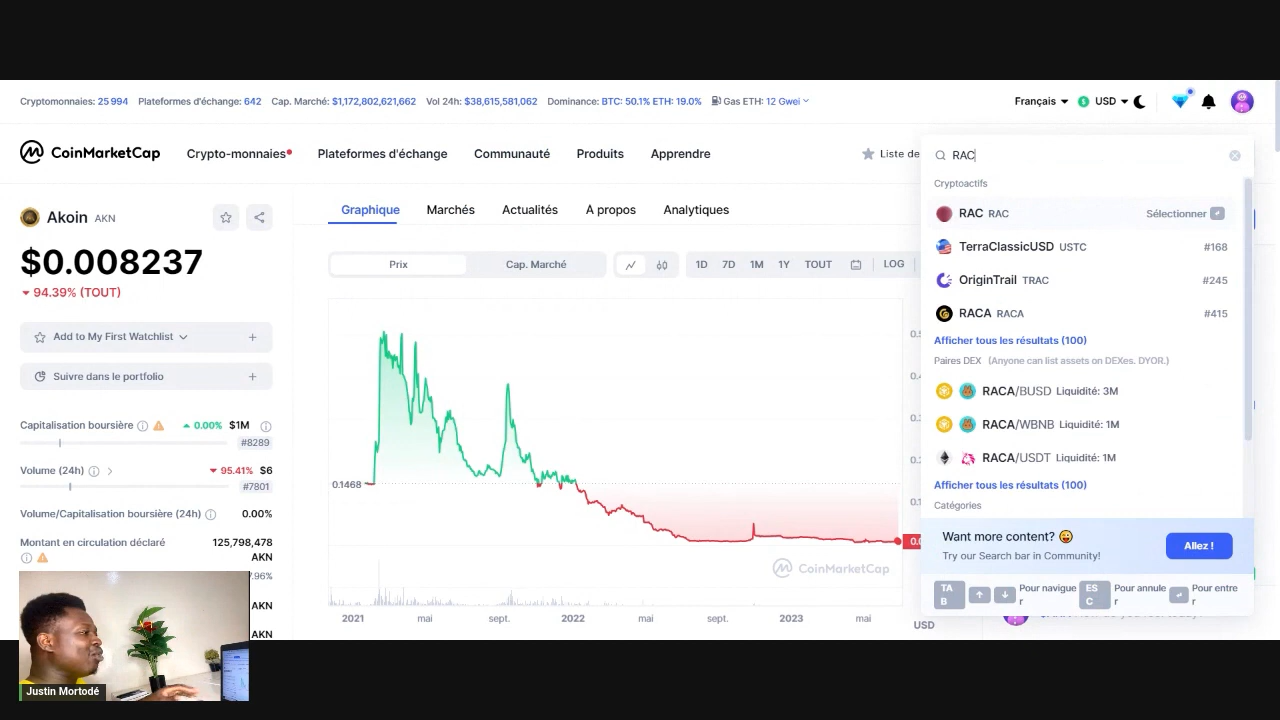 Cryptomonnaies: 25 994 Plateformes d'échange: 642 Cap. Marché: $1,172,802,621,662 Vol 24h: $38,615,581,062 Dominance: BTC: 50.1% ETH: 19.0% Gas ETH: 12 Gwei
Français USD
CoinMarketCap Crypto-monnaies Plateformes d'échange Communauté Produits Apprendre Liste de
RAC
Akoin AKN
$0.008237
94.39% (TOUT)
Add to My First Watchlist +
Suivre dans le portfolio +
Capitalisation boursière 0.00% $1M
#8289
Volume (24h) 95.41% $6
#7801
Volume/Capitalisation boursière (24h) 0.00%
Montant en circulation déclaré 125,798,478
AKN
AKN
AKN
Graphique Marchés Actualités A propos Analytiques
Prix Cap. Marché 1D 7D 1M 1Y TOUT LOG
0.1468
CoinMarketCap
2021 mai sept. 2022 mai sept. 2023 mai
USD
Cryptoactifs
RAC RAC Sélectionner
TerraClassicUSD USTC #168
OriginTrail TRAC #245
RACA RACA #415
Afficher tous les résultats (100)
Paires DEX (Anyone can list assets on DEXes. DYOR.)
RACA/BUSD Liquidité: 3M
RACA/WBNB Liquidité: 1M
RACA/USDT Liquidité: 1M
Afficher tous les résultats (100)
Catégories
Want more content?
Try our Search bar in Community!
Allez !
TA
B
Pour navigue
r
ES
C
Pour annule
r
Pour entre
r
Justin Mortodé